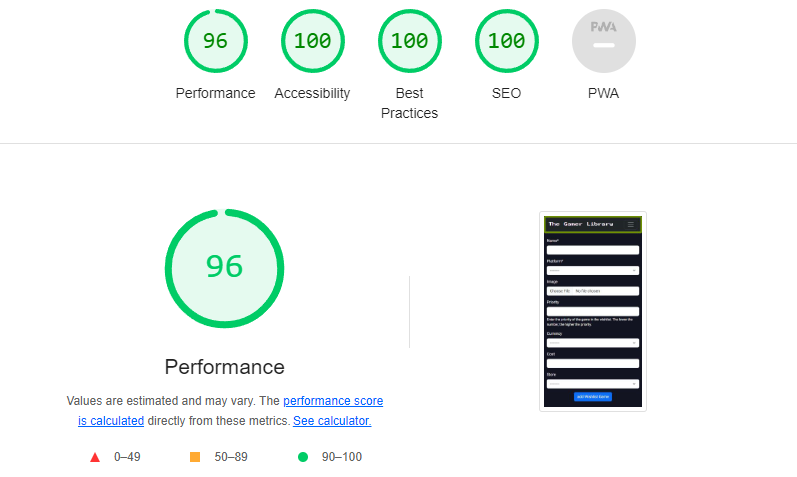 96
100
100
100
PWA
Performance
Accessibility
Best
Practices
SEO
PWA
96
Performance
Values are estimated and may vary. The performance score
is calculated directly from these metrics. See calculator.
0–49
50–89
90–100
The Gamer Library
Name*
Platform*
Image
Choose File No file chosen
Priority
Enter the priority of the game in the wishlist. The lower the
number, the higher the priority.
Currency
Cost
Store
Add Wishlist Game